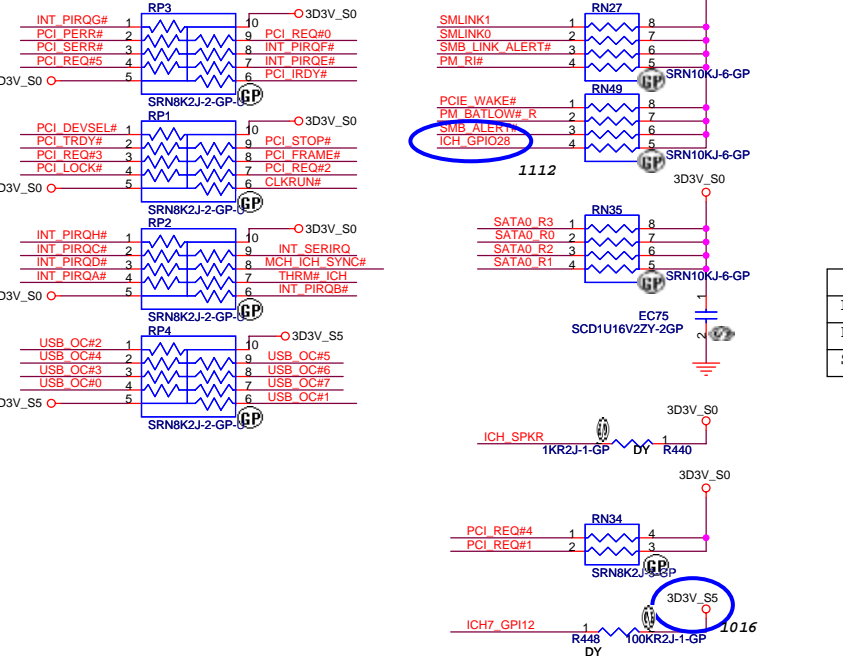 RP3
3D3V_S0
INT_PIRQG# 1 10
PCI_PERR# 2 9 PCI_REQ#0
PCI_SERR# 3 8 INT_PIRQF#
PCI_REQ#5 4 7 INT_PIRQE#
D3V_S0 5 6 PCI_IRDY#
SRN8K2J-2-GP-U
GP
RP1
3D3V_S0
PCI_DEVSEL# 1 10
PCI_TRDY# 2 9 PCI_STOP#
PCI_REQ#3 3 8 PCI_FRAME#
PCI_LOCK# 4 7 PCI_REQ#2
D3V_S0 5 6 CLKRUN#
SRN8K2J-2-GP-U
GP
RP2
3D3V_S0
INT_PIRQH# 1 10
INT_PIRQC# 2 9 INT_SERIRQ
INT_PIRQD# 3 8 MCH_ICH_SYNC#
INT_PIRQA# 4 7 THRM#_ICH
D3V_S0 5 6 INT_PIRQB#
SRN8K2J-2-GP-U
GP
RP4
3D3V_S5
USB_OC#2 1 10
USB_OC#4 2 9 USB_OC#5
USB_OC#3 3 8 USB_OC#6
USB_OC#0 4 7 USB_OC#7
D3V_S5 5 6 USB_OC#1
SRN8K2J-2-GP-U
GP
RN27
SMLINK1 1 8
SMLINK0 2 7
SMB_LINK_ALERT# 3 6
PM_RI# 4 5
SRN10KJ-6-GP
GP
RN49
PCIE_WAKE# 1 8
PM_BATLOW#_R 2 7
SMB_ALERT# 3 6
ICH_GPIO28 4 5
SRN10KJ-6-GP
GP
1112
3D3V_S0
RN35
SATA0_R3 1 8
SATA0_R0 2 7
SATA0_R2 3 6
SATA0_R1 4 5
SRN10KJ-6-GP
GP
1
EC75
SCD1U16V2ZY-2GP
2
3D3V_S0
ICH_SPKR 1
1KR2J-1-GP DY R440
3D3V_S0
RN34
PCI_REQ#4 1 4
PCI_REQ#1 2 3
GP
3D3V_S5
ICH7_GPI12 1
1016
R448 100KR2J-1-GP
DY